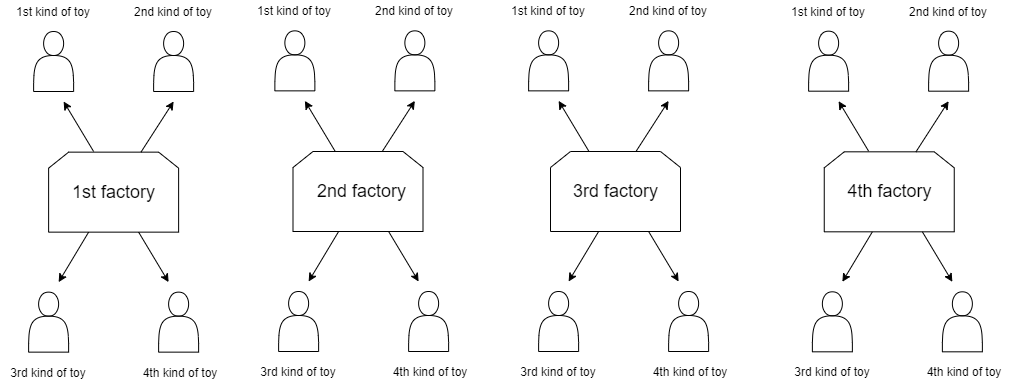 1st kind of toy 2nd kind of toy 1st kind of toy 2nd kind of toy 1st kind of toy 2nd kind of toy 1st kind of toy 2nd kind of toy
1st factory 2nd factory 3rd factory 4th factory
3rd kind of toy 4th kind of toy 3rd kind of toy 4th kind of toy 3rd kind of toy 4th kind of toy 3rd kind of toy 4th kind of toy